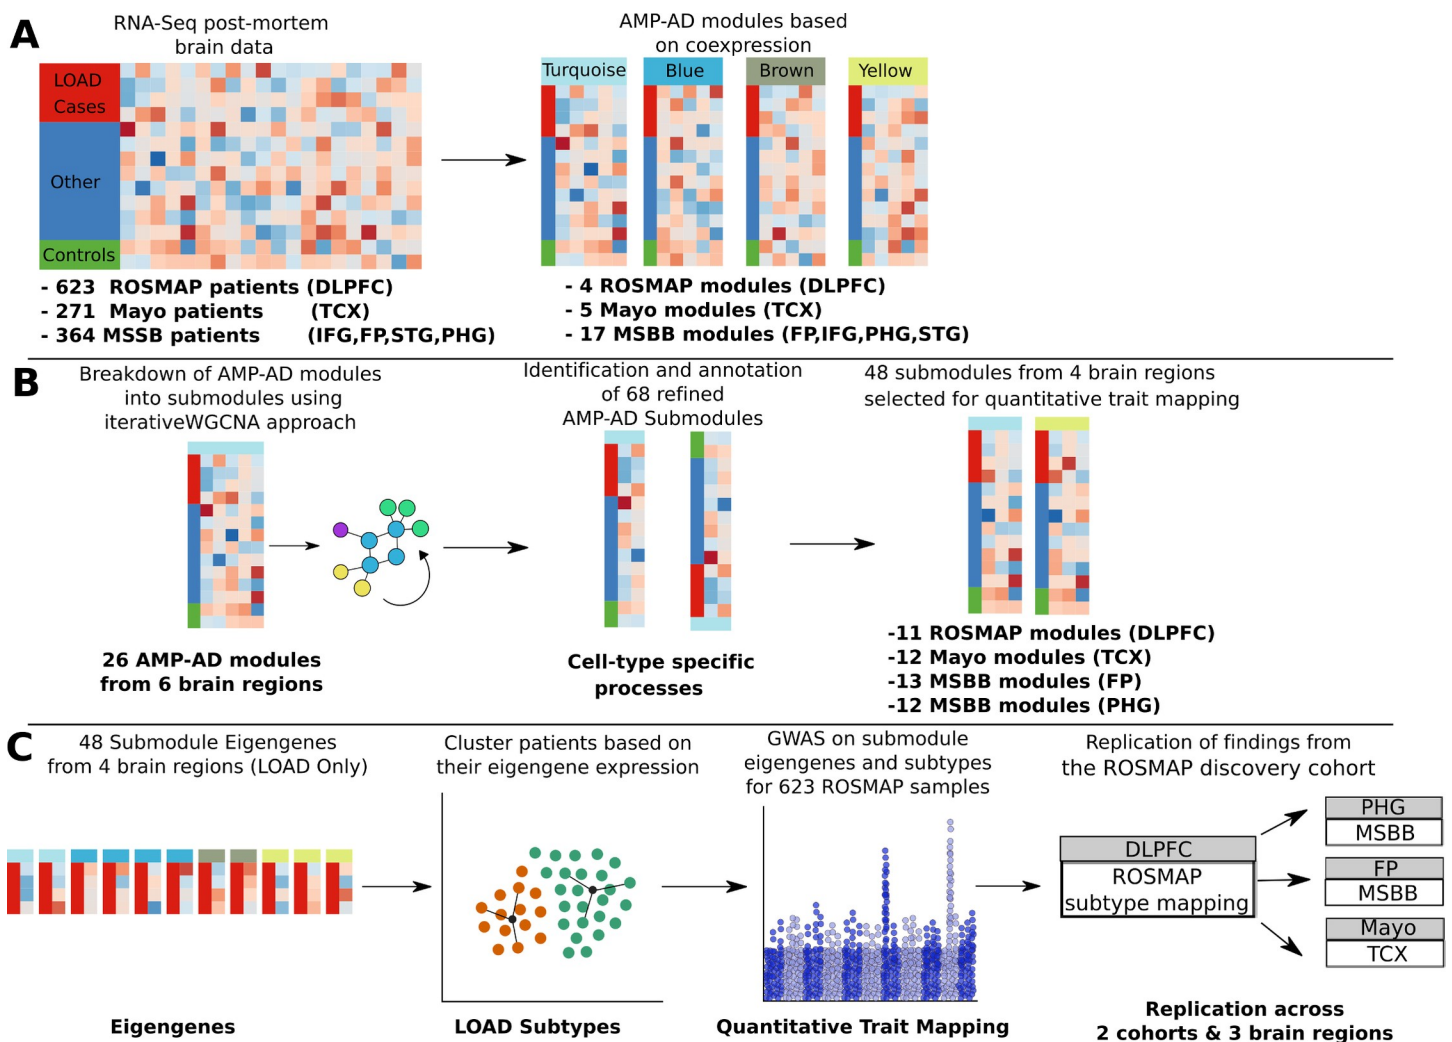 A
RNA-Seq post-mortem
brain data
LOAD
Cases
Other
Controls
- 623 ROSMAP patients (DLPFC)
- 271 Mayo patients (TCX)
- 364 MSSB patients (IFG,FP,STG,PHG)
AMP-AD modules based
on coexpression
Turquoise
Blue
Brown
Yellow
- 4 ROSMAP modules (DLPFC)
- 5 Mayo modules (TCX)
- 17 MSBB modules (FP,IFG,PHG,STG)
B
Breakdown of AMP-AD modules
into submodules using
iterativeWGCNA approach
26 AMP-AD modules
from 6 brain regions
Identification and annotation
of 68 refined
AMP-AD Submodules
Cell-type specific
processes
48 submodules from 4 brain regions
selected for quantitative trait mapping
-11 ROSMAP modules (DLPFC)
-12 Mayo modules (TCX)
-13 MSBB modules (FP)
-12 MSBB modules (PHG)
C
48 Submodule Eigengenes
from 4 brain regions (LOAD Only)
Eigengenes
Cluster patients based on
their eigengene expression
LOAD Subtypes
GWAS on submodule
eigengenes and subtypes
for 623 ROSMAP samples
Quantitative Trait Mapping
Replication of findings from
the ROSMAP discovery cohort
DLPFC
ROSMAP
subtype mapping
PHG
MSBB
FP
MSBB
Mayo
TCX
Replication across
2 cohorts & 3 brain regions